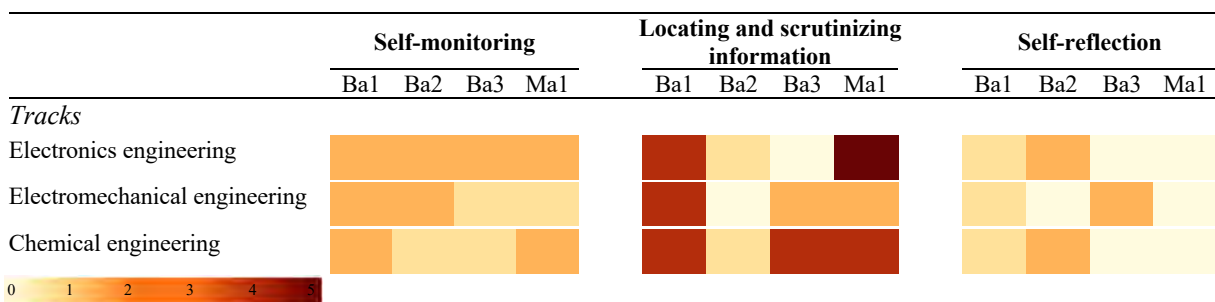 Self-monitoring Locating and scrutinizing information Self-reflection
Ba1 Ba2 Ba3 Ma1 Ba1 Ba2 Ba3 Ma1 Ba1 Ba2 Ba3 Ma1
Tracks
Electronics engineering
Electromechanical engineering
Chemical engineering
0 1 2 3 4 5